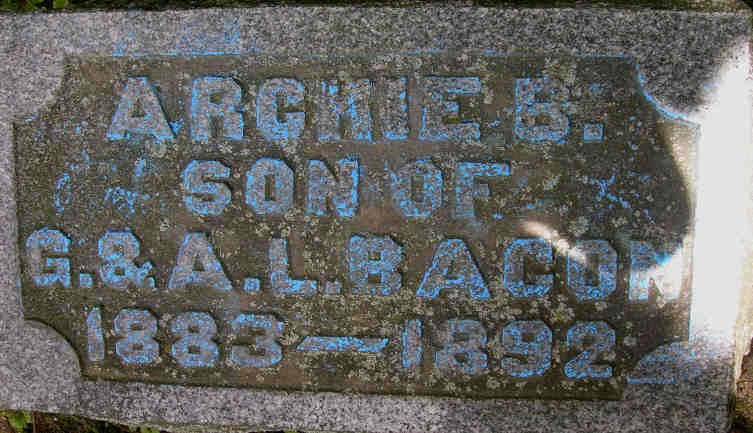 ARCHIE B.
SON OF
G. & A. L. BACON
1883 — 1892